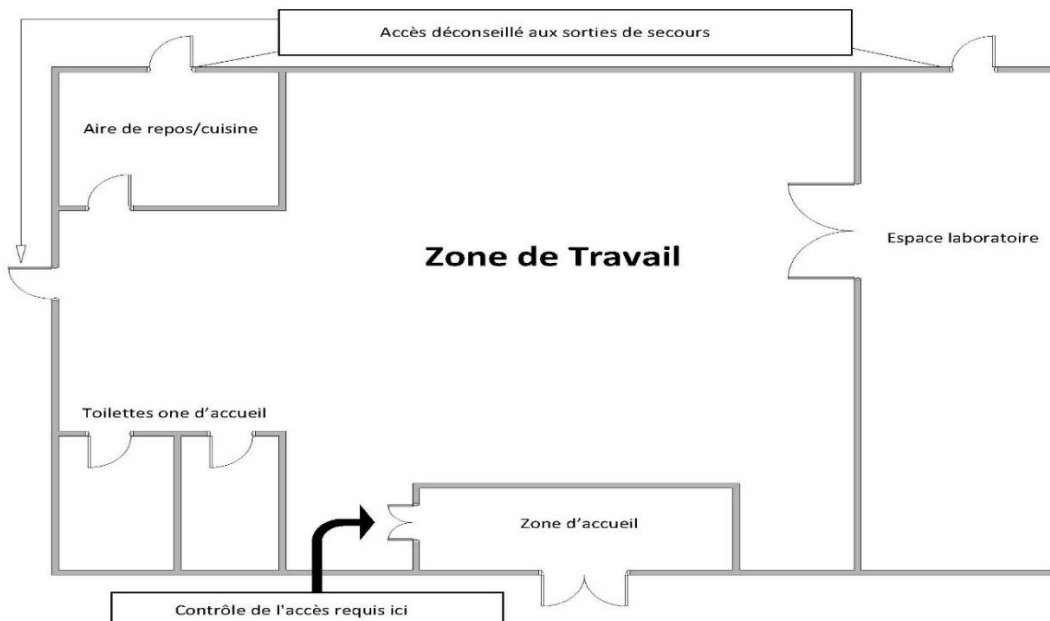 Accès déconseillé aux sorties de secours
Aire de repos/cuisine
Zone de Travail
Espace laboratoire
Toilettes one d'accueil
Zone d'accueil
Contrôle de l'accès requis ici